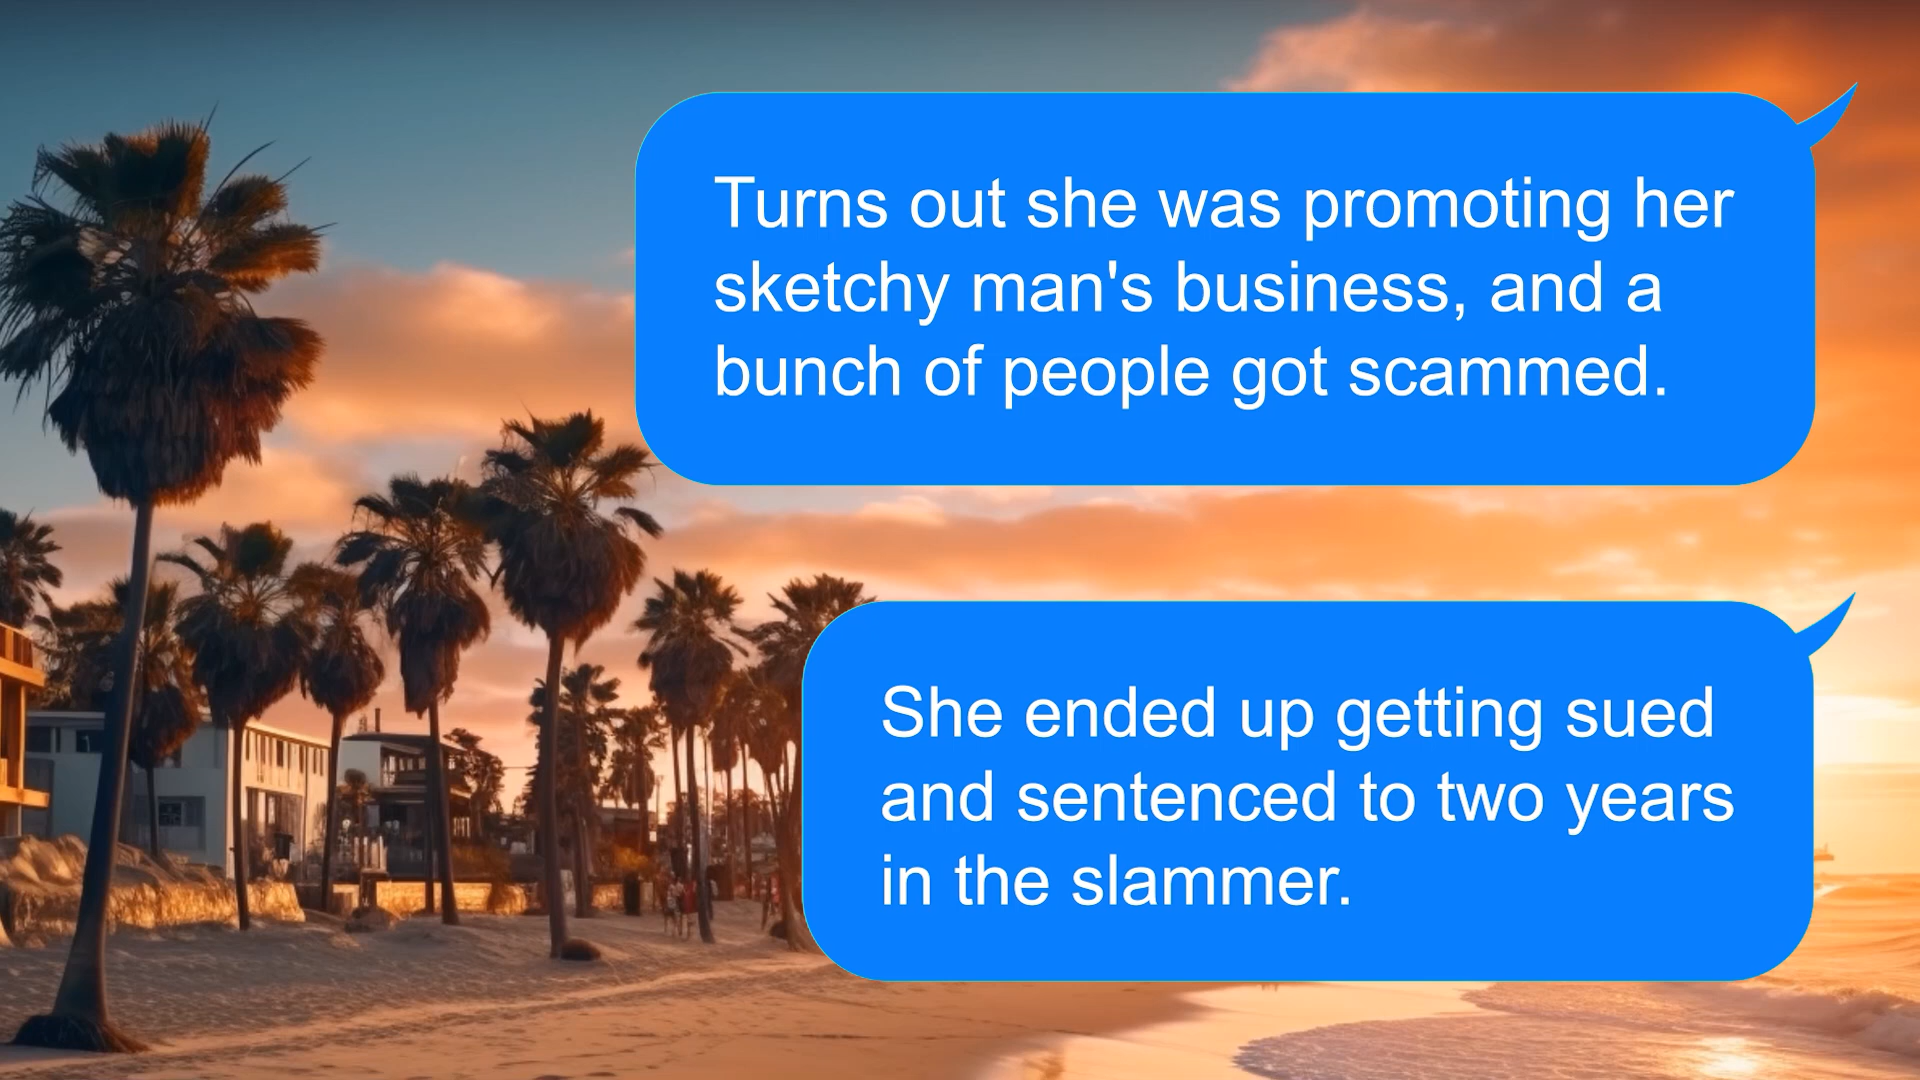 Turns out she was promoting her
sketchy man's business, and a
bunch of people got scammed.
She ended up getting sued
and sentenced to two years
in the slammer.